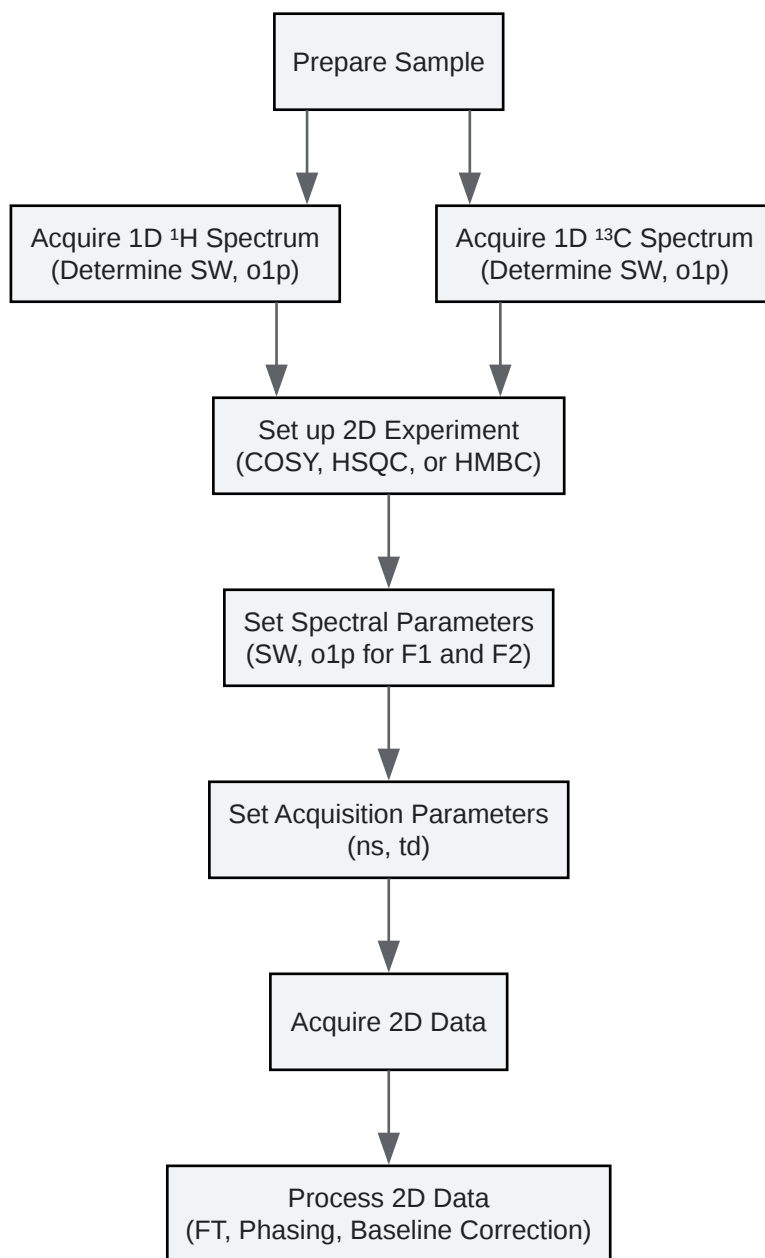 Prepare Sample
Acquire 1D ¹H Spectrum
(Determine SW, o1p)
Acquire 1D ¹³C Spectrum
(Determine SW, o1p)
Set up 2D Experiment
(COSY, HSQC, or HMBC)
Set Spectral Parameters
(SW, o1p for F1 and F2)
Set Acquisition Parameters
(ns, td)
Acquire 2D Data
Process 2D Data
(FT, Phasing, Baseline Correction)